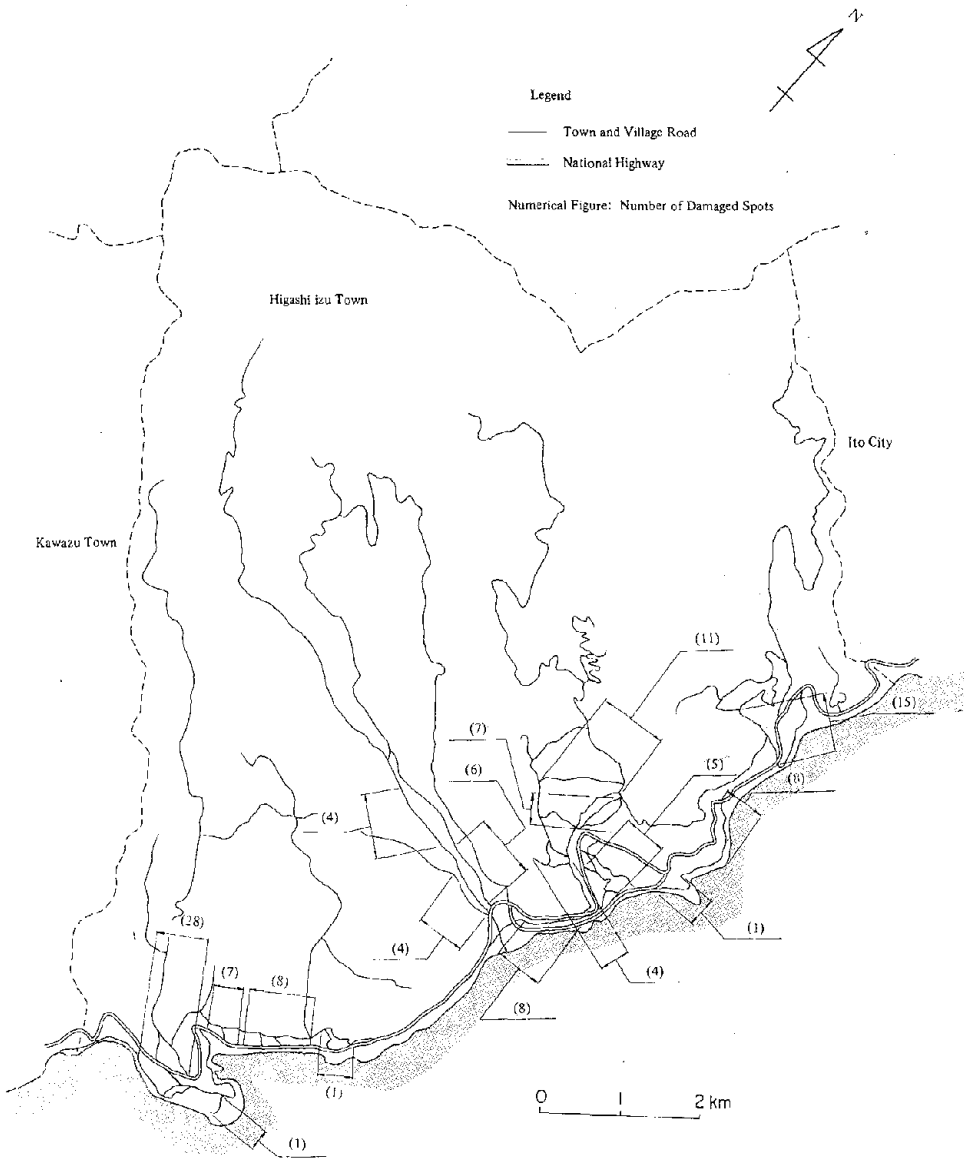 N
Legend
Town and Village Road
National Highway
Numerical Figure: Number of Damaged Spots
Higashi izu Town
Ito City
Kawazu Town
(11)
(15)
(7)
(6)
(5)
(8)
(4)
(28)
(4)
(1)
(7)
(8)
(4)
(8)
(1)
(1)
0 1 2 km